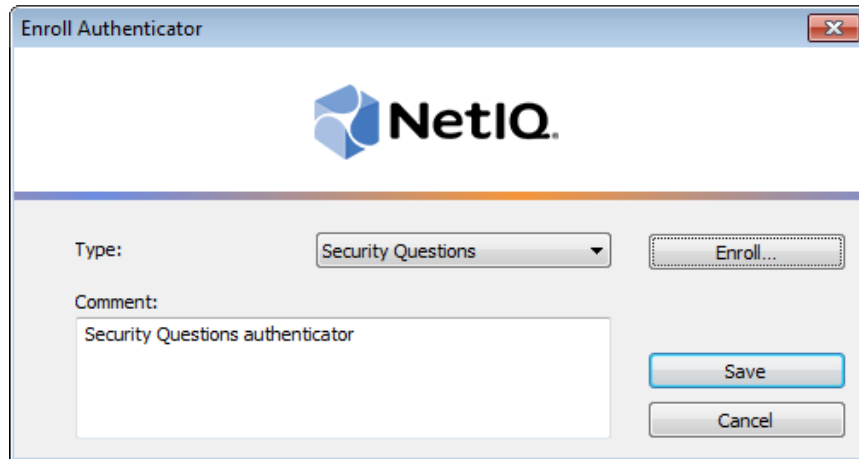 Enroll Authenticator
NetIQ.
Type:
Security Questions
Enroll...
Comment:
Security Questions authenticator
Save
Cancel